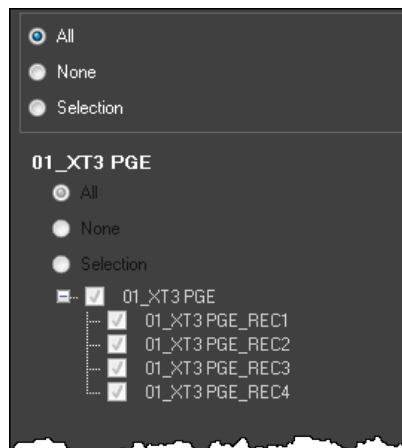 All
None
Selection
01_XT3 PGE
All
None
Selection
01_XT3 PGE
01_XT3 PGE_REC1
01_XT3 PGE_REC2
01_XT3 PGE_REC3
01_XT3 PGE_REC4